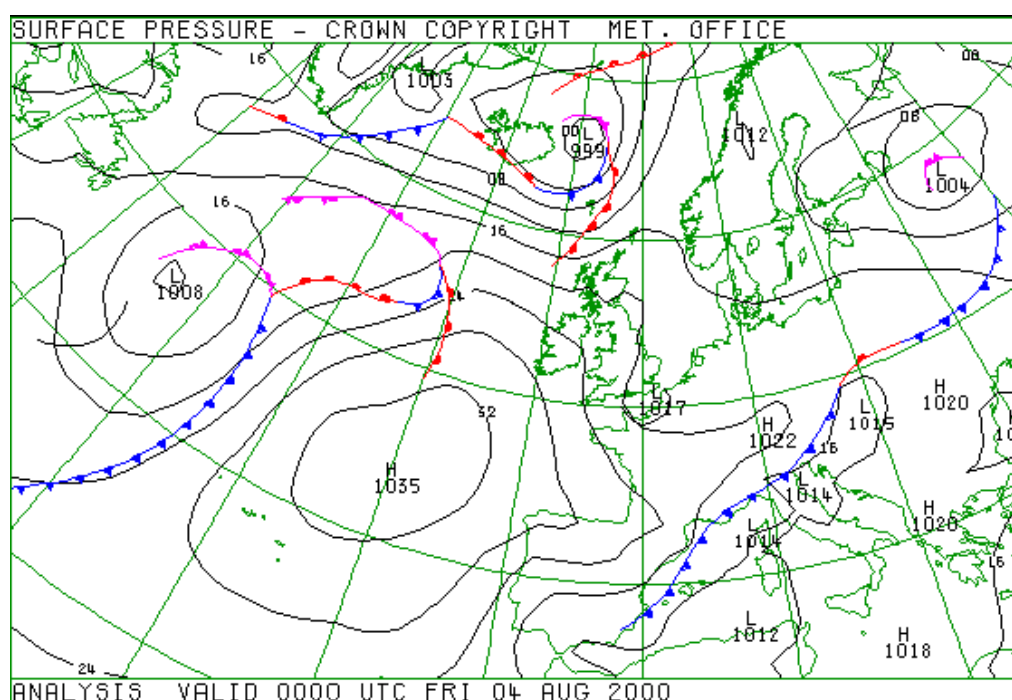 SURFACE PRESSURE - CROWN COPYRIGHT MET. OFFICE
16
L
1003
08
L
1012
08
00
L
999
L
1004
08
16
16
L
1008
L
1017
H
1020
L
1015
32
H
1022
16
H
1035
L
1014
H
1020
L
1014
16
L
1012
H
1018
24
ANALYSIS VALID 0000 UTC FRI 04 AUG 2000